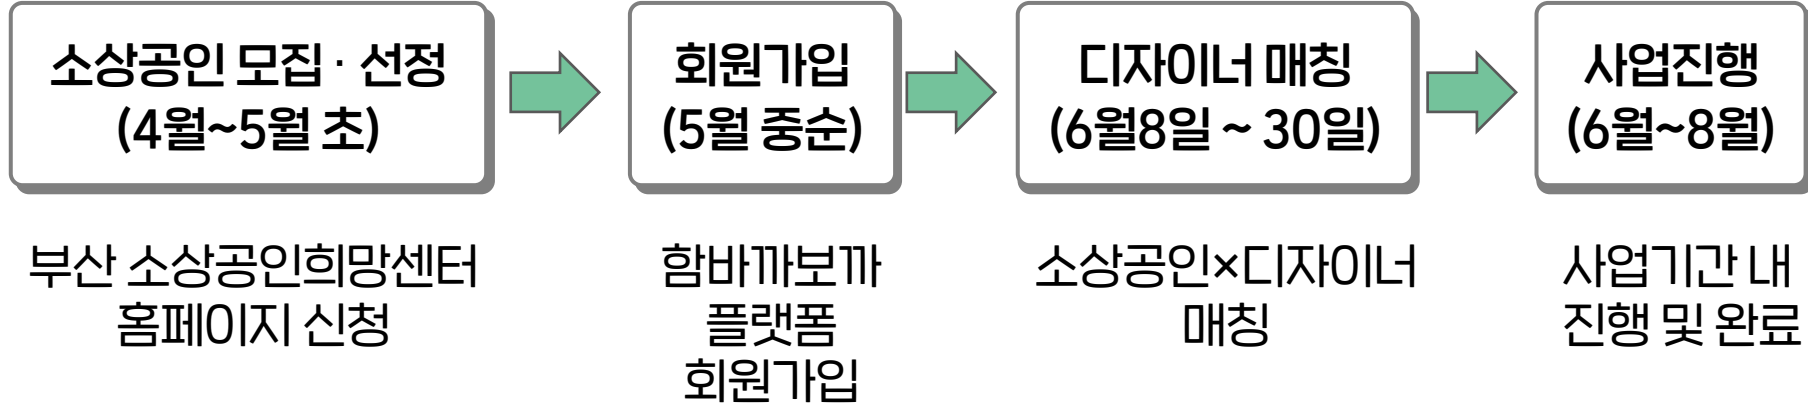 소상공인 모집 · 선정
(4월~5월 초)
회원가입
(5월 중순)
디자이너 매칭
(6월8일 ~ 30일)
사업진행
(6월~8월)
부산 소상공인희망센터
홈페이지 신청
함바까보까
플랫폼
회원가입
소상공인×디자이너
매칭
사업기간 내
진행 및 완료